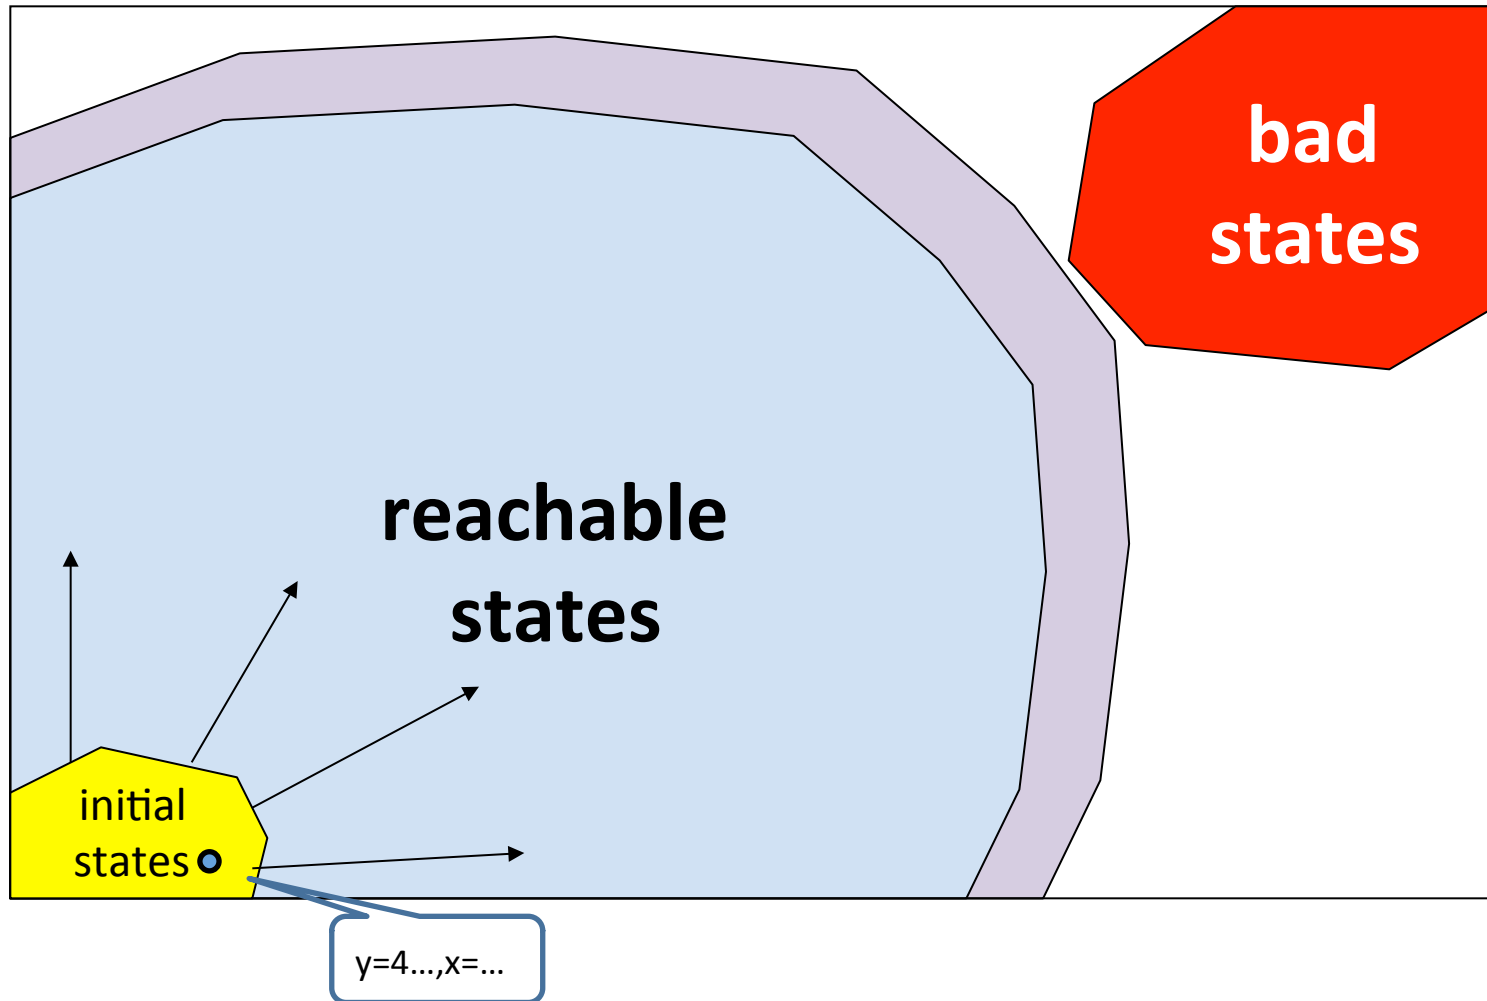 bad
states
reachable
states
initial
states
y=4...,x=...